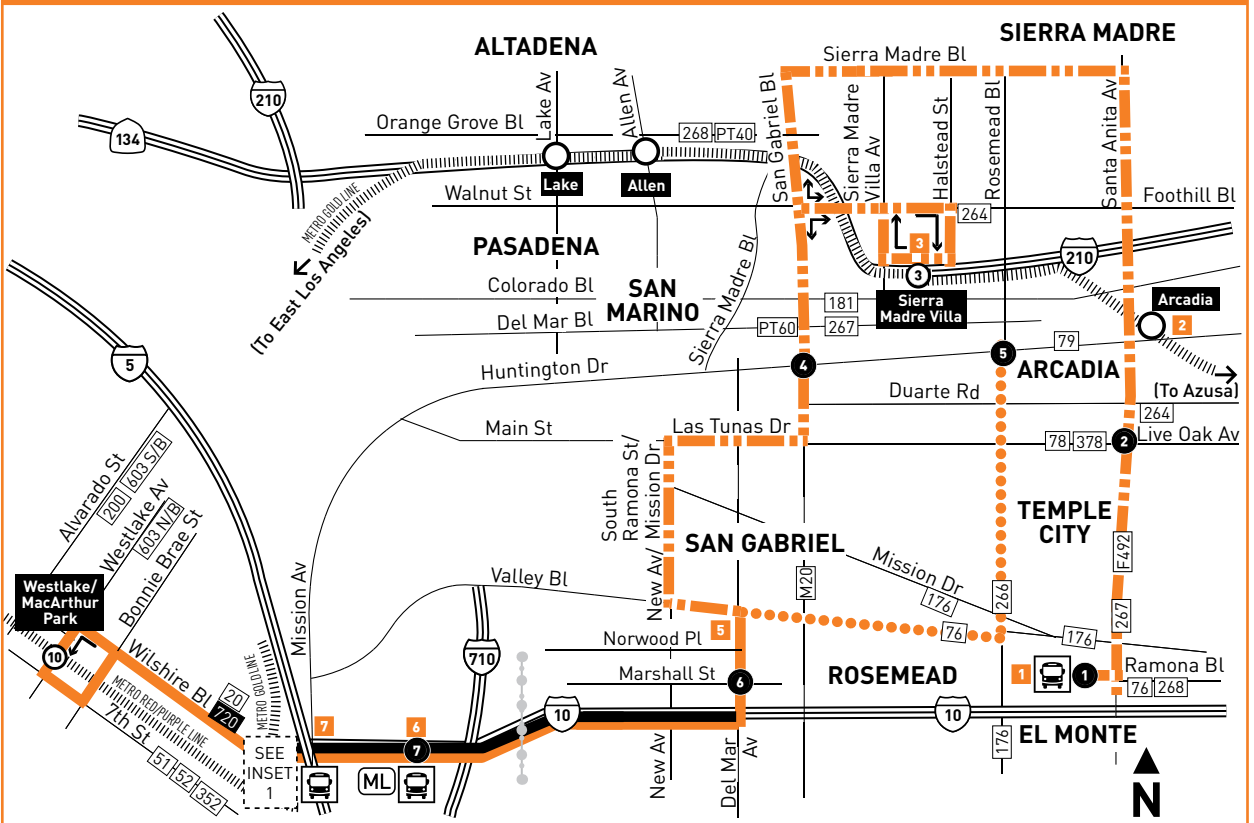 SIERRA MADRE
ALTADENA
Sierra Madre Bl
210
Lake Av
Allen Av
San Gabriel Bl
Sierra Madre
Villa Av
Halstead St
Rosemead Bl
Santa Anita Av
134
Orange Grove Bl
268 PT40
Lake
Allen
METRO GOLD LINE
Walnut St
Foothill Bl
264
(To East Los Angeles)
PASADENA
3
3
210
Sierra Madre Bl
Colorado Bl
SAN
MARINO
181
Sierra
Madre Villa
Arcadia
2
Del Mar Bl
PT60
267
79
5
4
5
ARCADIA
Huntington Dr
(To Azusa)
Duarte Rd
264
Main St
Las Tunas Dr
78
378
2
Live Oak Av
Alvarado St
200
603 S/B
Westlake Av
603 N/B
Bonnie Brae St
South
Ramona St/
New Av/ Mission Dr
TEMPLE
CITY
SAN GABRIEL
F492
Mission Dr
176
Valley Bl
M20
266
267
Westlake/
MacArthur
Park
Mission Av
710
5
76
176
Norwood Pl
10
Wilshire Bl
20
720
METRO GOLD LINE
METRO RED/PURPLE LINE
Marshall St
6
ROSEMEAD
1
1
Ramona Bl
76
268
7th St
51
52
352
7
6
7
10
10
SEE
INSET
1
ML
New Av
Del Mar
Av
176
EL MONTE
N